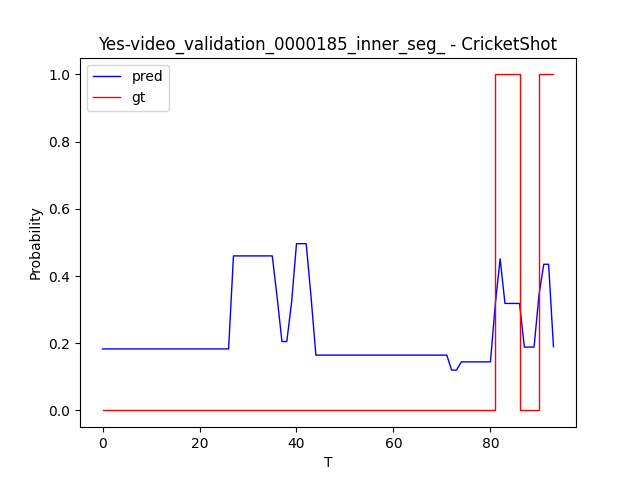 Yes-video_validation_0000185_inner_seg_ - CricketShot
pred
gt
1.0
0.8
0.6
0.4
0.2
0.0
Probability
0
20
40
60
80
T